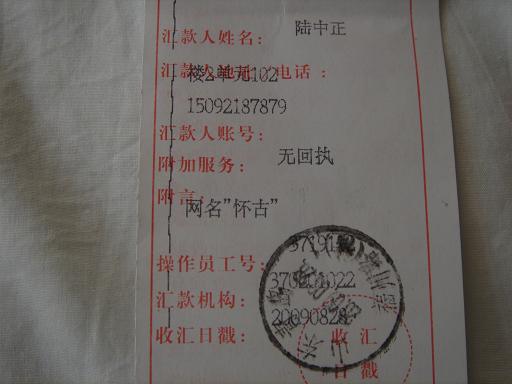 汇款人姓名: 陆中正
汇款人地址、电话:
楼2单元102
15092187879
汇款人账号:
附加服务: 无回执
附言:
网名"怀古"
操作员工号:
汇款机构:
收汇日戳: 20090828
收汇
日戳